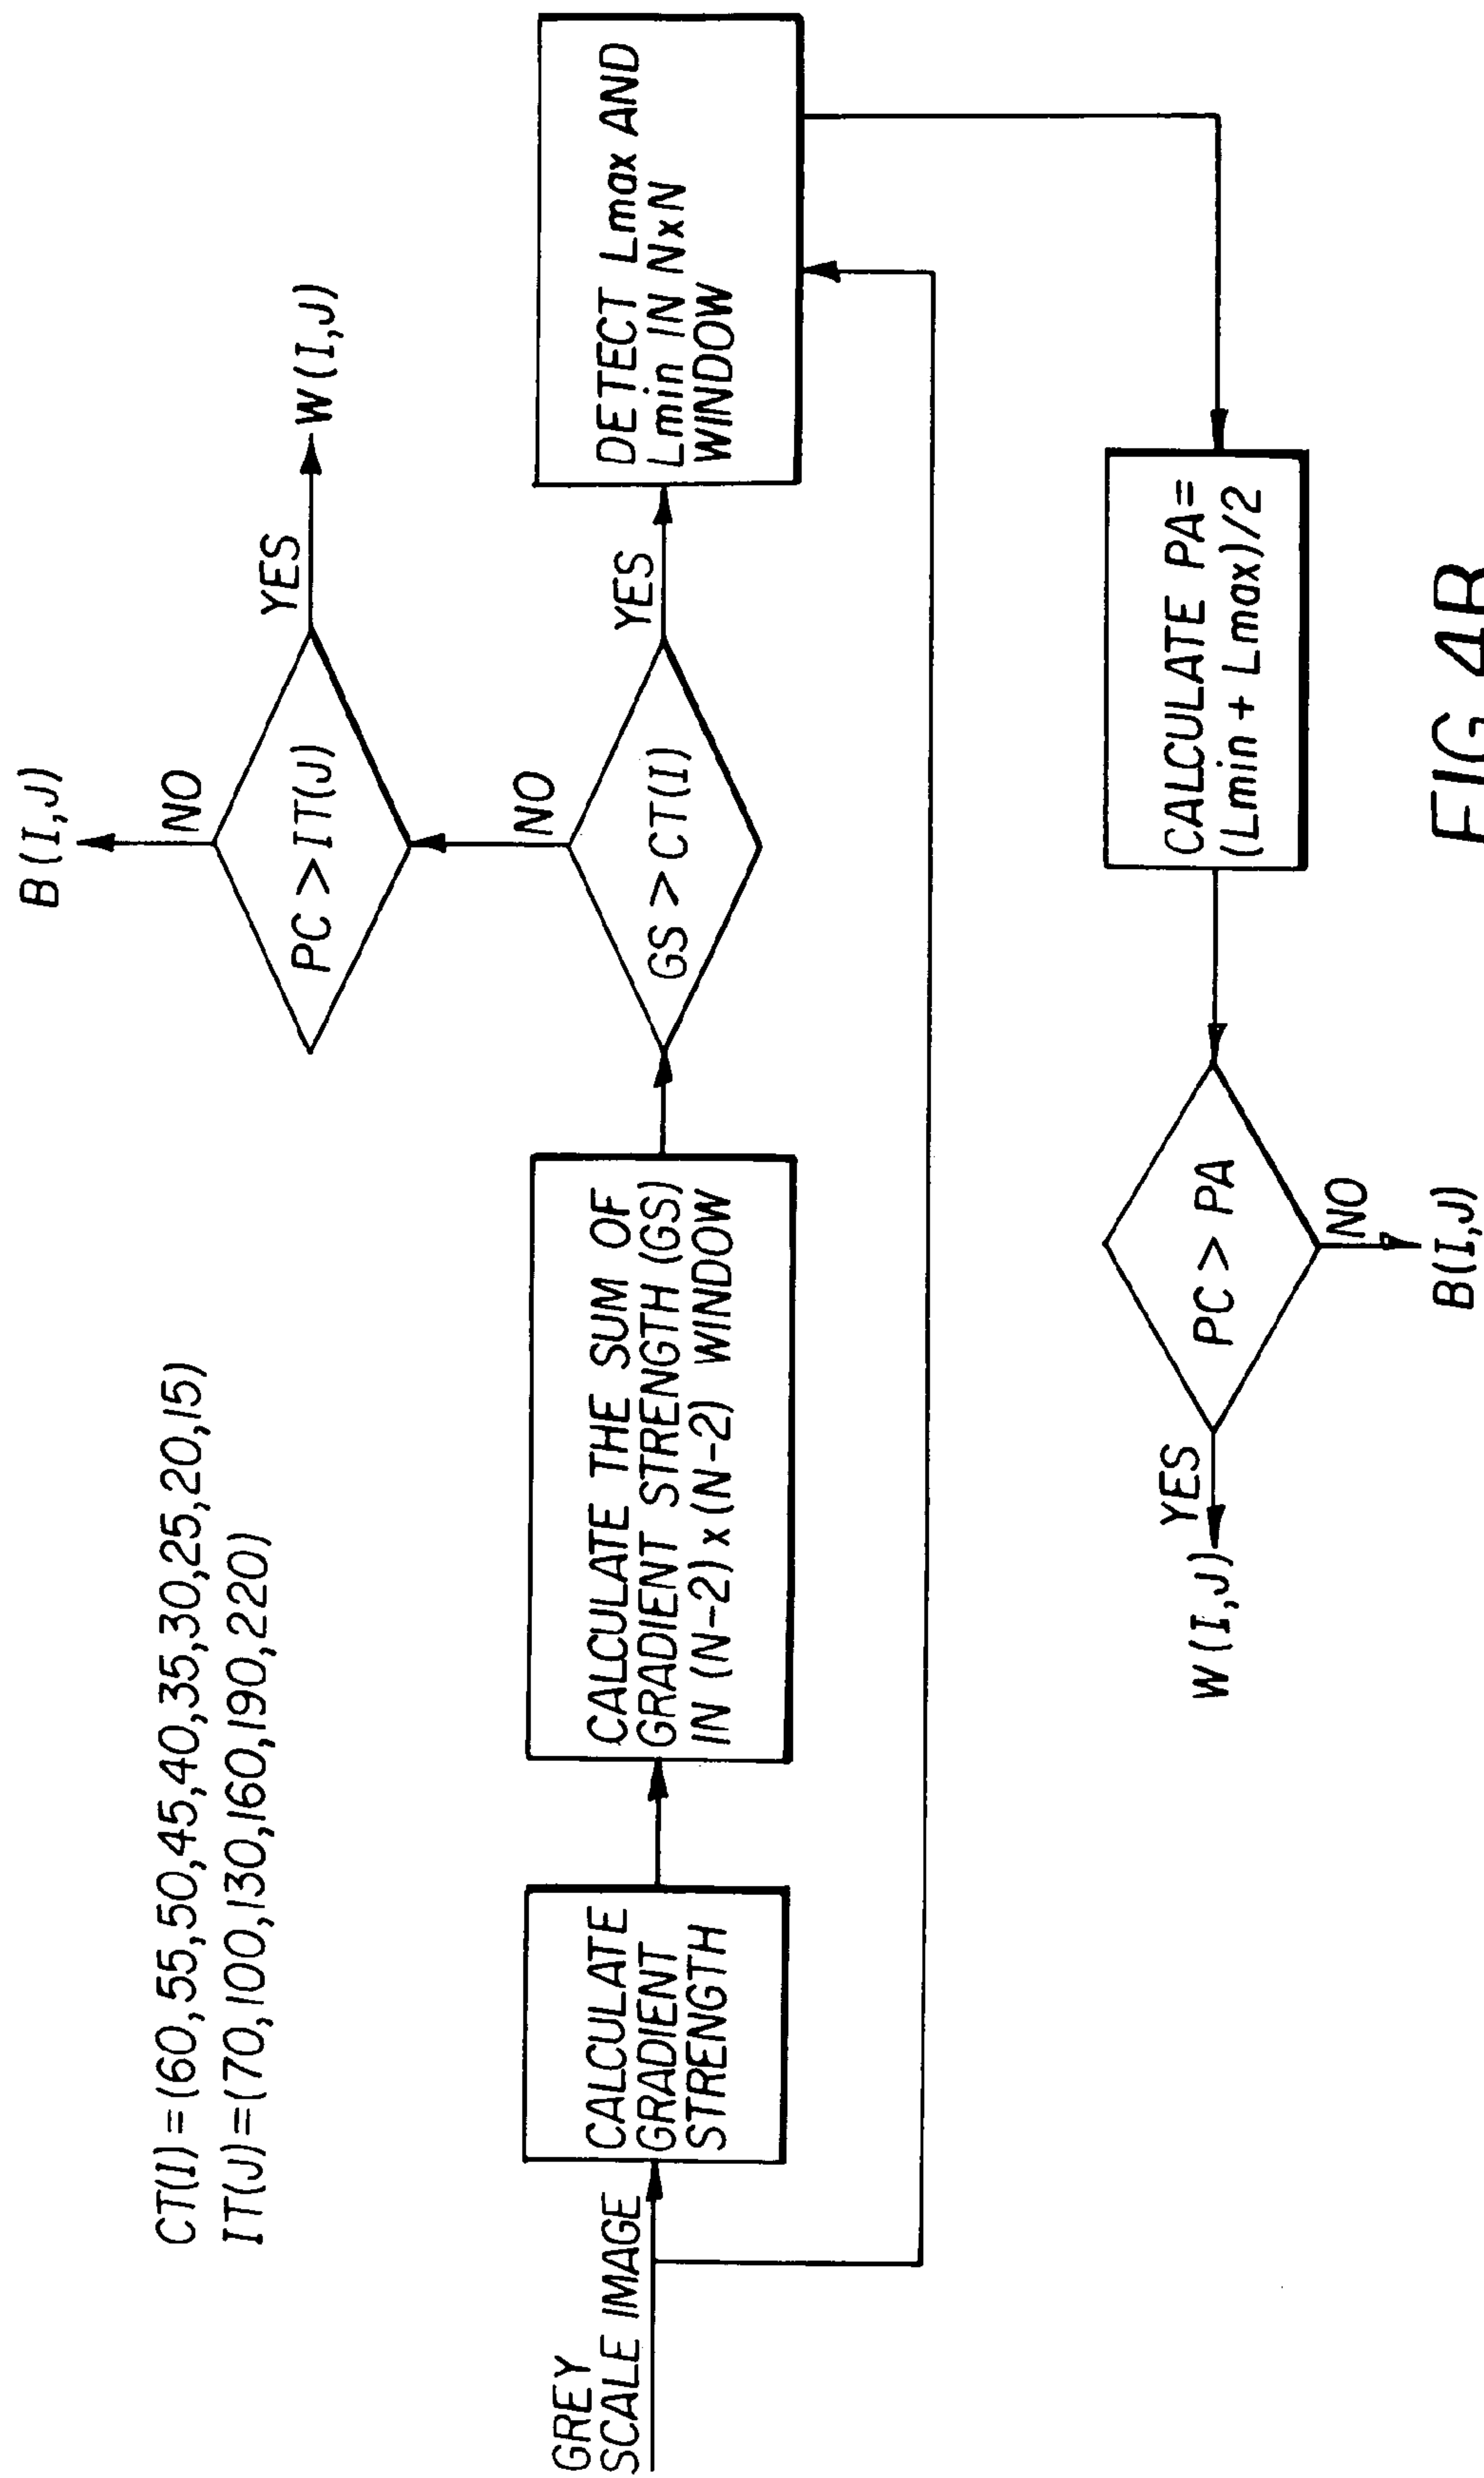 CT(I)=(60,55,50,45,40,35,30,25,20,15)
IT(J)=(70,100,130,160,190,220)
B(I,J)
NO
PC > IT(J)
YES
W(I,J)
NO
GREY
SCALE IMAGE
CALCULATE
GRADIENT
STRENGTH
CALCULATE THE SUM OF
GRADIENT STRENGTH (GS)
IN (N-2)x(N-2) WINDOW
GS > CT(I)
YES
DETECT Lmax AND
Lmin IN NxN
WINDOW
W(I,J)
YES
PC > PA
NO
B(I,J)
CALCULATE PA=
(Lmin + Lmax)/2
FIG. 4B